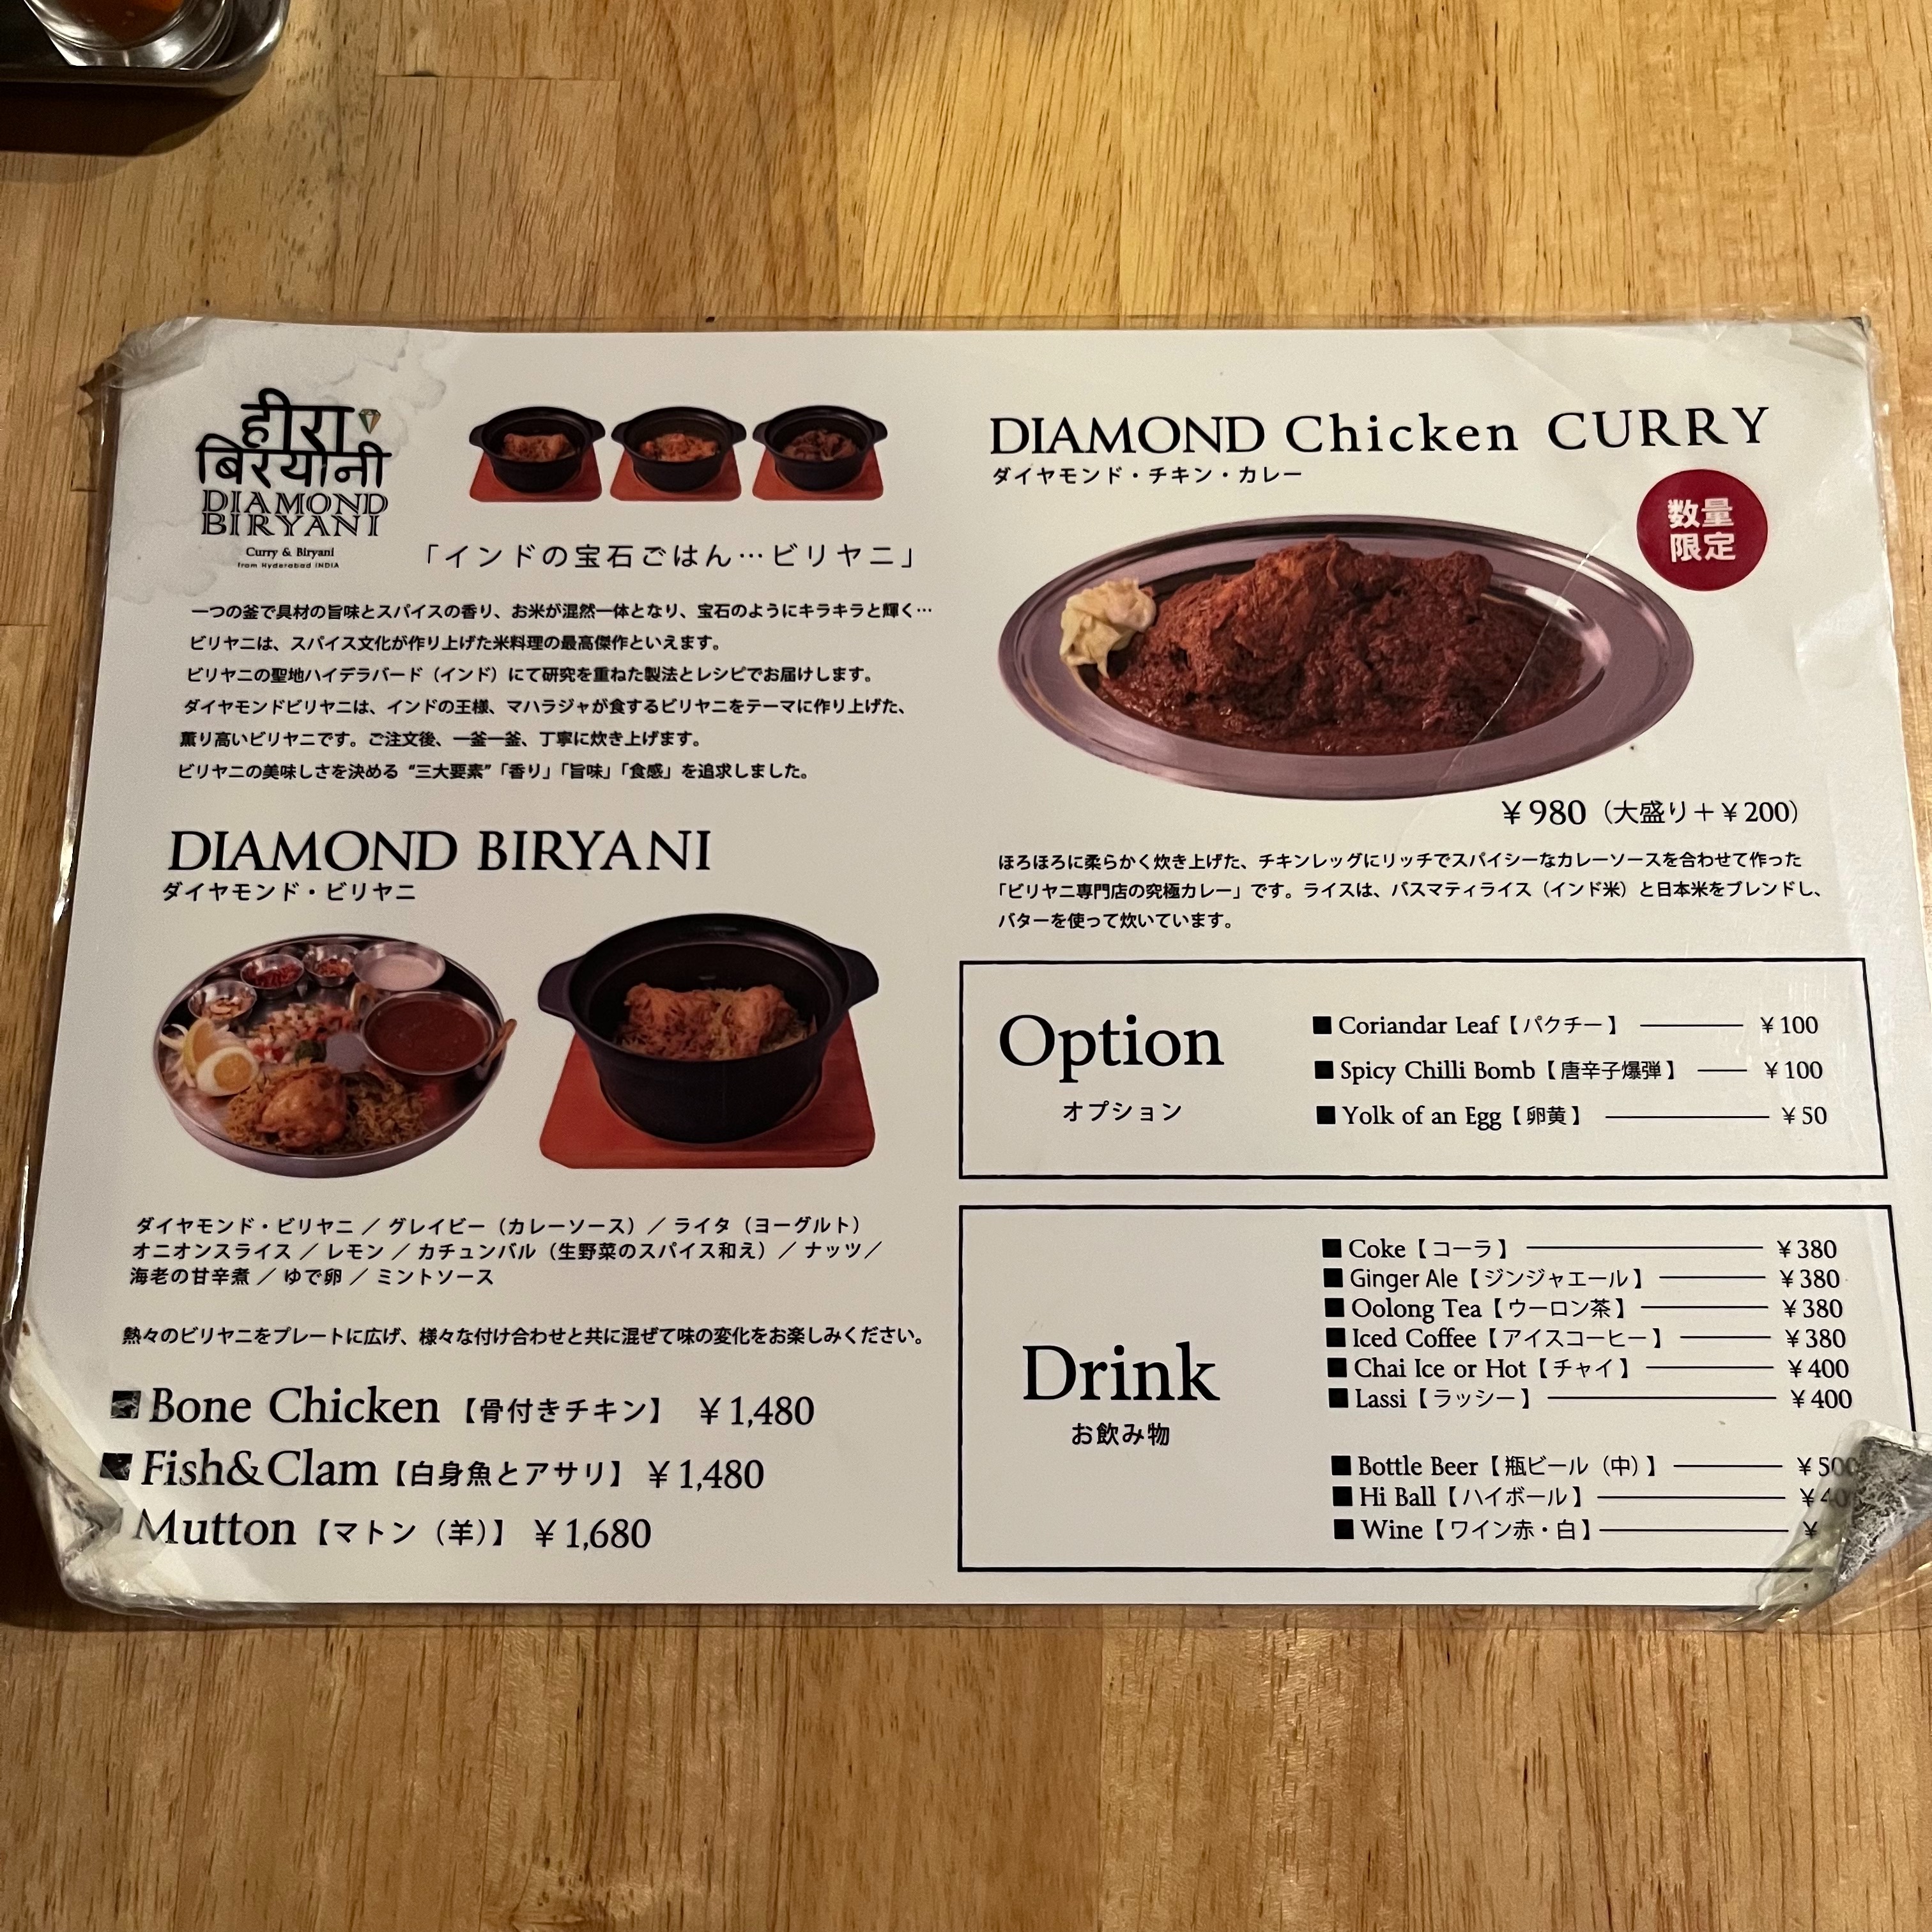 हीरा
बिरयानी
DIAMOND
BIRYANI
Curry & Biryani
from Hyderabad INDIA
「インドの宝石ごはん…ビリヤニ」
一つの釜で具材の旨味とスパイスの香り、お米が混然一体となり、宝石のようにキラキラと輝く…
ビリヤニは、スパイス文化が作り上げた米料理の最高傑作といえます。
ビリヤニの聖地ハイデラバード（インド）にて研究を重ねた製法とレシピでお届けします。
ダイヤモンドビリヤニは、インドの王様、マハラジャが食するビリヤニをテーマに作り上げた、
薫り高いビリヤニです。ご注文後、一釜一釜、丁寧に炊き上げます。
ビリヤニの美味しさを決める “三大要素”「香り」「旨味」「食感」を追求しました。
DIAMOND BIRYANI
ダイヤモンド・ビリヤニ
ダイヤモンド・ビリヤニ ／ グレイビー（カレーソース）／ ライタ（ヨーグルト）
オニオンスライス ／ レモン ／ カチュンバル（生野菜のスパイス和え）／ ナッツ／
海老の甘辛煮 ／ ゆで卵 ／ ミントソース
熱々のビリヤニをプレートに広げ、様々な付け合わせと共に混ぜて味の変化をお楽しみください。
■ Bone Chicken 【骨付きチキン】 ￥1,480
■ Fish&Clam【白身魚とアサリ】 ￥1,480
Mutton 【マトン（羊）】 ￥1,680
DIAMOND Chicken CURRY
ダイヤモンド・チキン・カレー
数量
限定
￥980（大盛り＋￥200）
ほろほろに柔らかく炊き上げた、チキンレッグにリッチでスパイシーなカレーソースを合わせて作った
「ビリヤニ専門店の究極カレー」です。ライスは、バスマティライス（インド米）と日本米をブレンドし、
バターを使って炊いています。
Option
オプション
■ Coriandar Leaf【パクチー】 ￥100
■ Spicy Chilli Bomb【唐辛子爆弾】 ￥100
■ Yolk of an Egg【卵黄】 ￥50
Drink
お飲み物
■ Coke【コーラ】 ￥380
■ Ginger Ale【ジンジャエール】 ￥380
■ Oolong Tea【ウーロン茶】 ￥380
■ Iced Coffee【アイスコーヒー】 ￥380
■ Chai Ice or Hot【チャイ】 ￥400
■ Lassi【ラッシー】 ￥400
■ Bottle Beer【瓶ビール（中）】 ￥500
■ Hi Ball【ハイボール】 ￥40
■ Wine【ワイン赤・白】 ￥